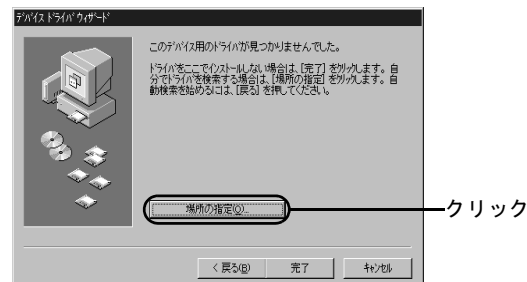 ﾃﾞﾊﾞｲｽ ﾄﾞﾗｲﾊﾞ ｳｨｻﾞｰﾄﾞ
このﾃﾞﾊﾞｲｽ用のﾄﾞﾗｲﾊﾞが見つかりませんでした。
ﾄﾞﾗｲﾊﾞをここでｲﾝｽﾄｰﾙしない場合は、[完了] をｸﾘｯｸします。自
分でﾄﾞﾗｲﾊﾞを検索する場合は、[場所の指定] をｸﾘｯｸします。自
動検索を始めるには、[戻る] を押してください。
場所の指定(O)...
クリック
< 戻る(B)
完了
ｷｬﾝｾﾙ